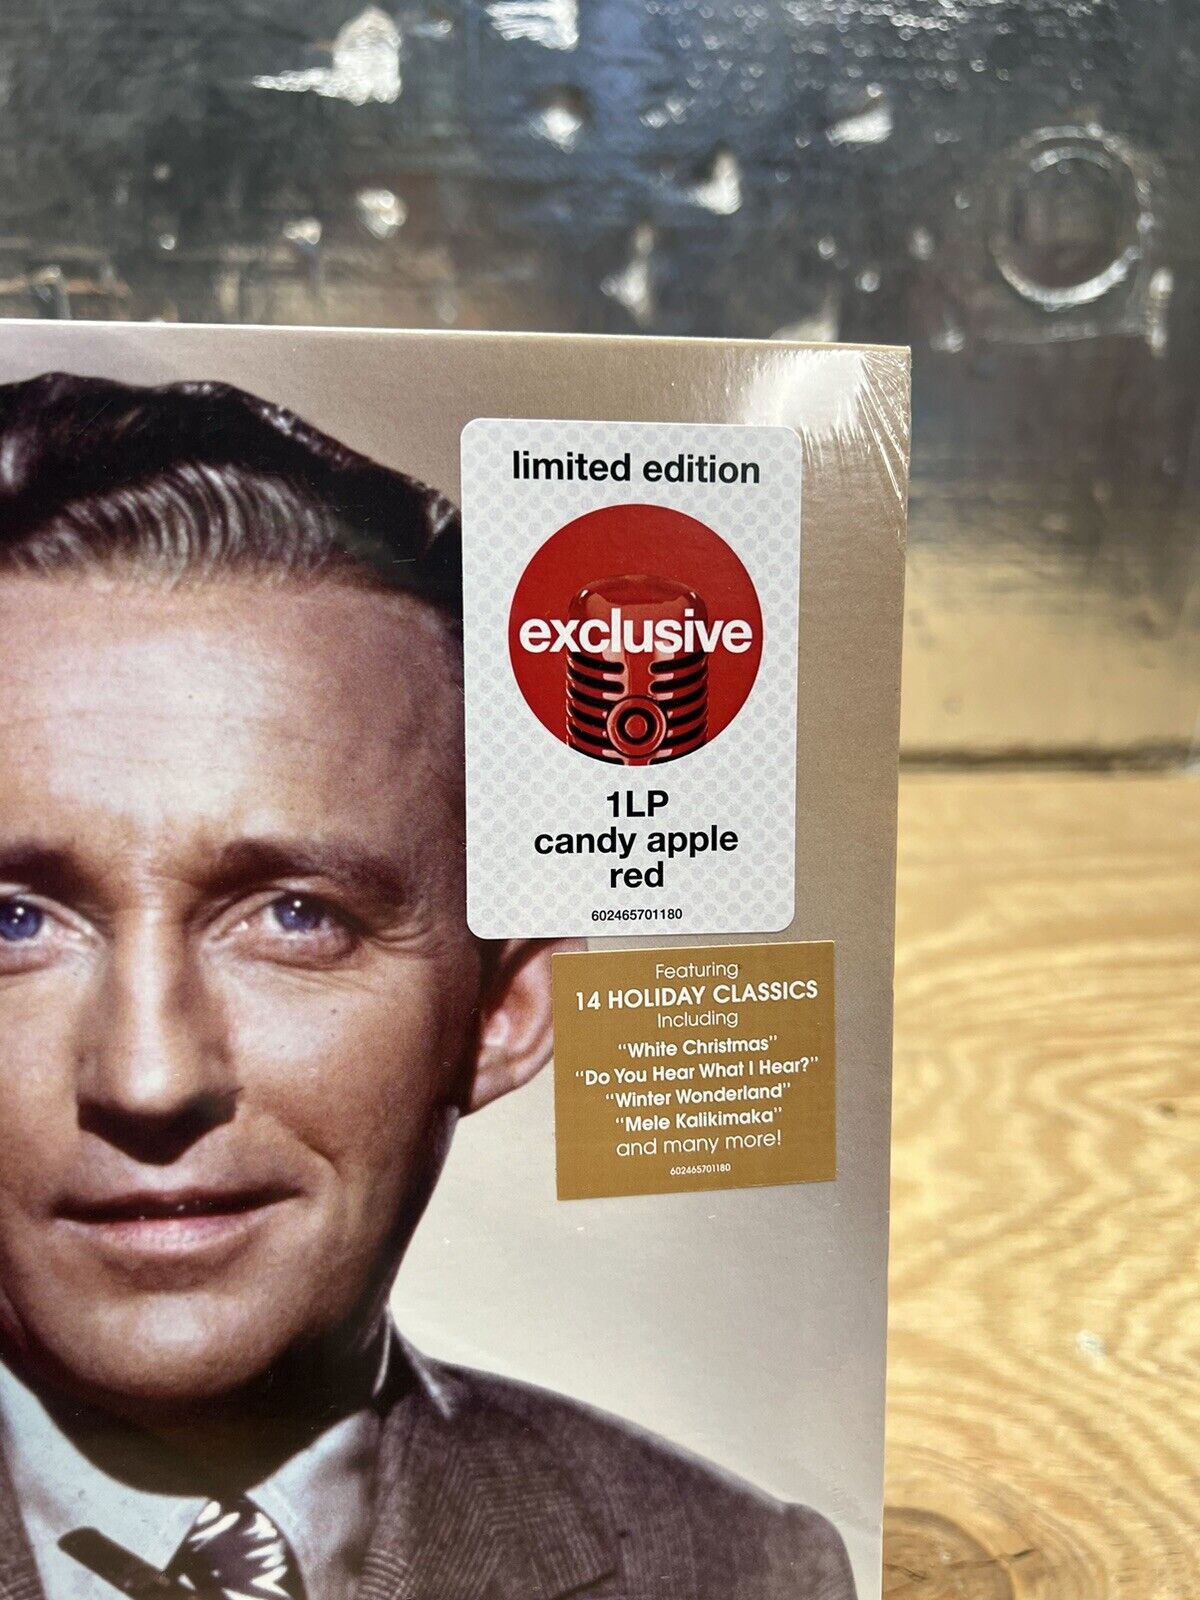 limited edition
exclusive
1LP
candy apple
red
602465701180
Featuring
14 HOLIDAY CLASSICS
Including
"White Christmas"
"Do You Hear What I Hear?"
"Winter Wonderland"
"Mele Kalikimaka"
and many more!
602465701180